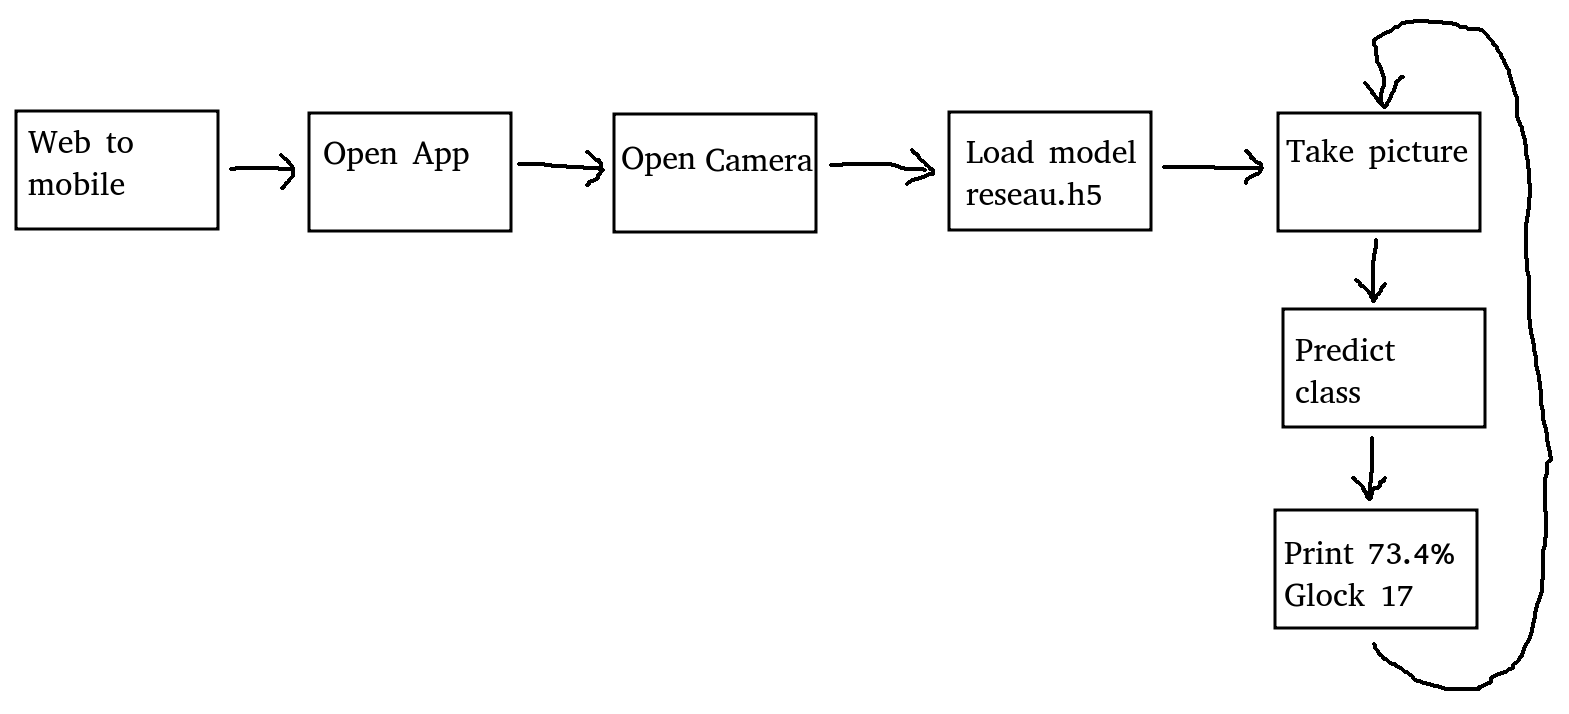 Web to
mobile
Open App
Open Camera
Load model
reseau.h5
Take picture
Predict
class
Print 73.4%
Glock 17